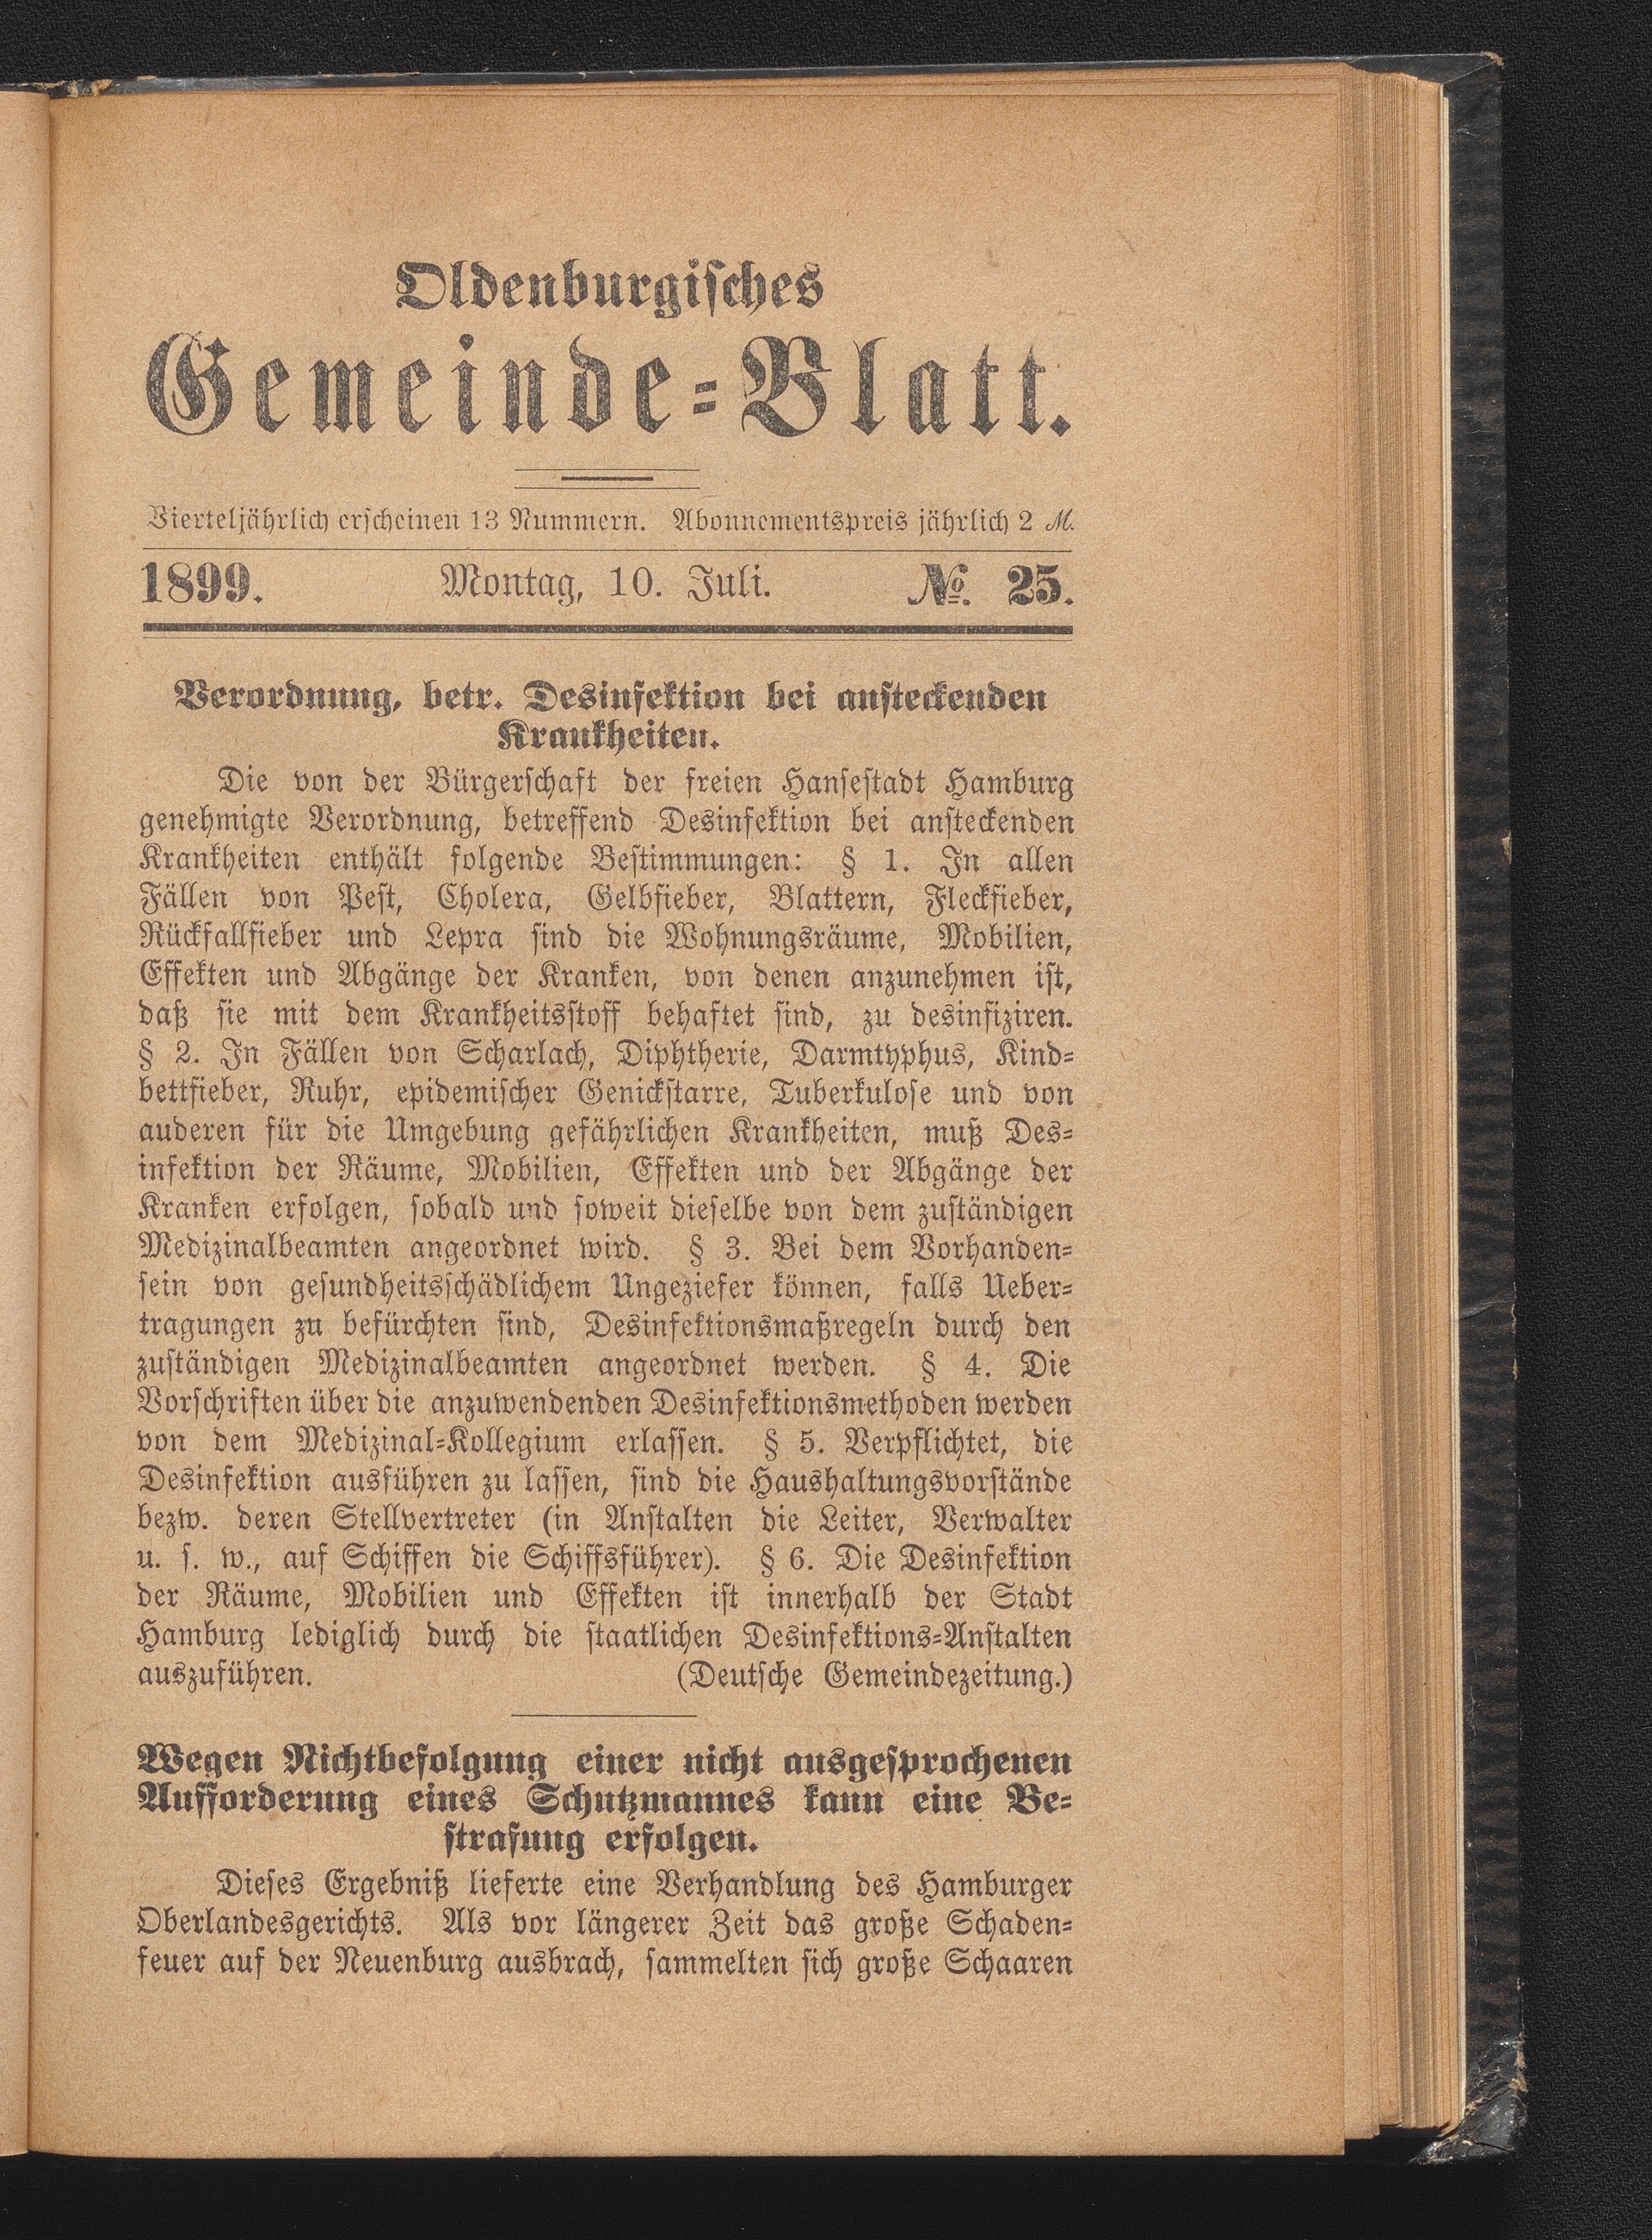 Oldenburgisches
Gemeinde=Blatt.
Vierteljährlich erscheinen 13 Nummern. Abonnementspreis jährlich 2 ℳ.
1899. Montag, 10. Juli. №. 25.
Verordnung, betr. Desinfektion bei ansteckenden
Krankheiten.
Die von der Bürgerschaft der freien Hansestadt Hamburg
genehmigte Verordnung, betreffend Desinfektion bei ansteckenden
Krankheiten enthält folgende Bestimmungen: § 1. In allen
Fällen von Pest, Cholera, Gelbfieber, Blattern, Fleckfieber,
Rückfallfieber und Lepra sind die Wohnungsräume, Mobilien,
Effekten und Abgänge der Kranken, von denen anzunehmen ist,
daß sie mit dem Krankheitsstoff behaftet sind, zu desinfiziren.
§ 2. In Fällen von Scharlach, Diphtherie, Darmtyphus, Kind=
bettfieber, Ruhr, epidemischer Genickstarre, Tuberkulose und von
auderen für die Umgebung gefährlichen Krankheiten, muß Des=
infektion der Räume, Mobilien, Effekten und der Abgänge der
Kranken erfolgen, sobald und soweit dieselbe von dem zuständigen
Medizinalbeamten angeordnet wird. § 3. Bei dem Vorhanden=
sein von gesundheitsschädlichem Ungeziefer können, falls Ueber=
tragungen zu befürchten sind, Desinfektionsmaßregeln durch den
zuständigen Medizinalbeamten angeordnet werden. § 4. Die
Vorschriften über die anzuwendenden Desinfektionsmethoden werden
von dem Medizinal=Kollegium erlassen. § 5. Verpflichtet, die
Desinfektion ausführen zu lassen, sind die Haushaltungsvorstände
bezw. deren Stellvertreter (in Anstalten die Leiter, Verwalter
u. s. w., auf Schiffen die Schiffsführer). § 6. Die Desinfektion
der Räume, Mobilien und Effekten ist innerhalb der Stadt
Hamburg lediglich durch die staatlichen Desinfektions=Anstalten
auszuführen. (Deutsche Gemeindezeitung.)
Wegen Nichtbefolgung einer nicht ausgesprochenen
Aufforderung eines Schutzmannes kann eine Be=
strafung erfolgen.
Dieses Ergebniß lieferte eine Verhandlung des Hamburger
Oberlandesgerichts. Als vor längerer Zeit das große Schaden=
feuer auf der Neuenburg ausbrach, sammelten sich große Schaaren